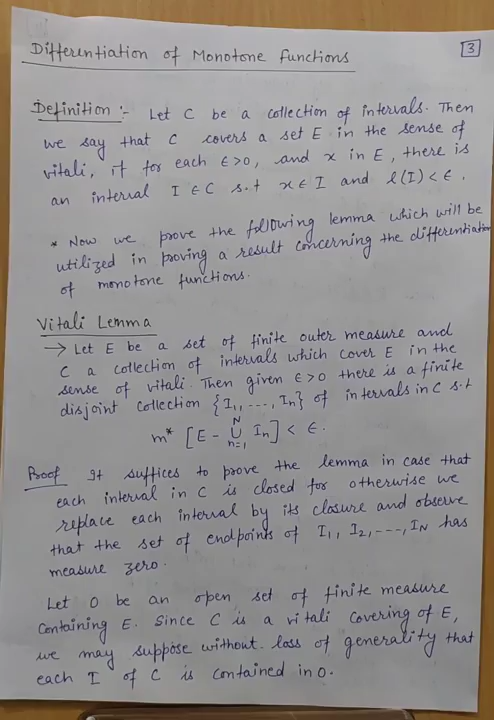 Differentiation of Monotone Functions
3
Definition :- Let C be a collection of intervals. Then
we say that C covers a set E in the sense of
vitali, if for each ϵ>0, and x in E, there is
an interval I ∈ C s.t x∈I and l(I)<ϵ.
* Now we prove the following lemma which will be
utilized in proving a result concerning the differentiation
of monotone functions.
Vitali Lemma
→ Let E be a set of finite outer measure and
C a collection of intervals which cover E in the
sense of vitali. Then given ϵ>0 there is a finite
disjoint collection {I₁, ---, In} of intervals in C s.t
m* [E - ∪ᴺₙ₌₁ In] < ϵ.
Proof It suffices to prove the lemma in case that
each interval in C is closed for otherwise we
replace each interval by its closure and observe
that the set of endpoints of I₁, I₂, ---, IN has
measure zero.
Let O be an open set of finite measure
containing E. Since C is a vitali covering of E,
we may suppose without loss of generality that
each I of C is contained in O.